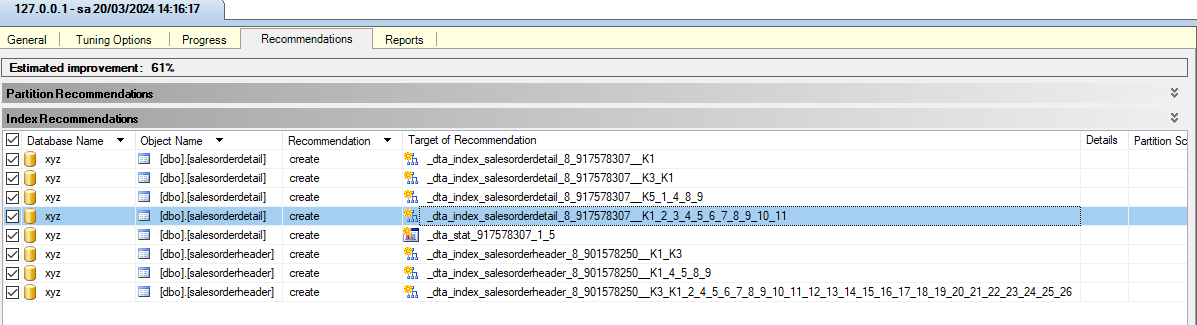 127.0.0.1 - sa 20/03/2024 14:16:17
General Tuning Options Progress Recommendations Reports
Estimated improvement: 61%
Partition Recommendations
Index Recommendations
Database Name Object Name Recommendation Target of Recommendation Details Partition Sc
xyz [dbo].[salesorderdetail] create _dta_index_salesorderdetail_8_917578307__K1
xyz [dbo].[salesorderdetail] create _dta_index_salesorderdetail_8_917578307__K3_K1
xyz [dbo].[salesorderdetail] create _dta_index_salesorderdetail_8_917578307__K5_1_4_8_9
xyz [dbo].[salesorderdetail] create _dta_index_salesorderdetail_8_917578307__K1_2_3_4_5_6_7_8_9_10_11
xyz [dbo].[salesorderdetail] create _dta_stat_917578307_1_5
xyz [dbo].[salesorderheader] create _dta_index_salesorderheader_8_901578250__K1_K3
xyz [dbo].[salesorderheader] create _dta_index_salesorderheader_8_901578250__K1_4_5_8_9
xyz [dbo].[salesorderheader] create _dta_index_salesorderheader_8_901578250__K3_K1_2_4_5_6_7_8_9_10_11_12_13_14_15_16_17_18_19_20_21_22_23_24_25_26